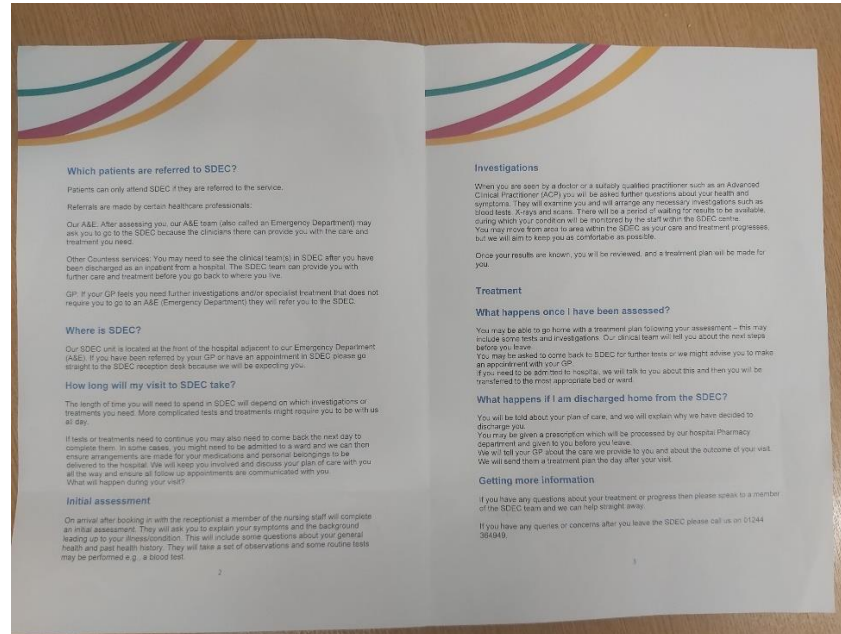 Which patients are referred to SDEC?
Patients can only attend SDEC if they are referred to the service.
Referrals are made by certain healthcare professionals:
Our A&E: After assessing you, our A&E team (also called an Emergency Department) may
ask you to go to the SDEC because the clinicians there can provide you with the care and
treatment you need.
Other Countess services: You may need to see the clinical team(s) in SDEC after you have
been discharged as an inpatient from a hospital. The SDEC team can provide you with
further care and treatment before you go back to where you live.
GP: If your GP feels you need further investigations and/or specialist treatment that does not
require you to go to an A&E (Emergency Department) they will refer you to the SDEC.
Where is SDEC?
Our SDEC unit is located at the front of the hospital adjacent to our Emergency Department
(A&E). If you have been referred by your GP or have an appointment in SDEC please go
straight to the SDEC reception desk because we will be expecting you.
How long will my visit to SDEC take?
The length of time you will need to spend in SDEC will depend on which investigations or
treatments you need. More complicated tests and treatments might require you to be with us
all day.
If tests or treatments need to continue you may also need to come back the next day to
complete them. In some cases, you might need to be admitted to a ward and we can then
ensure arrangements are made for your medications and personal belongings to be
delivered to the hospital. We will keep you involved and discuss your plan of care with you
all the way and ensure all follow up appointments are communicated with you.
What will happen during your visit?
Initial assessment
On arrival after booking in with the receptionist a member of the nursing staff will complete
an initial assessment. They will ask you to explain your symptoms and the background
leading up to your illness/condition. This will include some questions about your general
health and past health history. They will take a set of observations and some routine tests
may be performed e.g., a blood test.
2
Investigations
When you are seen by a doctor or a suitably qualified practitioner such as an Advanced
Clinical Practitioner (ACP) you will be asked further questions about your health and
symptoms. They will examine you and will arrange any necessary investigations such as
blood tests, X-rays and scans. There will be a period of waiting for results to be available,
during which your condition will be monitored by the staff within the SDEC centre.
You may move from area to area within the SDEC as your care and treatment progresses,
but we will aim to keep you as comfortable as possible.
Once your results are known, you will be reviewed, and a treatment plan will be made for
you.
Treatment
What happens once I have been assessed?
You may be able to go home with a treatment plan following your assessment – this may
include some tests and investigations. Our clinical team will tell you about the next steps
before you leave.
You may be asked to come back to SDEC for further tests or we might advise you to make
an appointment with your GP.
If you need to be admitted to hospital, we will talk to you about this and then you will be
transferred to the most appropriate bed or ward.
What happens if I am discharged home from the SDEC?
You will be told about your plan of care, and we will explain why we have decided to
discharge you.
You may be given a prescription which will be processed by our hospital Pharmacy
department and given to you before you leave.
We will tell your GP about the care we provide to you and about the outcome of your visit.
We will send them a treatment plan the day after your visit.
Getting more information
If you have any questions about your treatment or progress then please speak to a member
of the SDEC team and we can help straight away.
If you have any queries or concerns after you leave the SDEC please call us on 01244
364949.
3